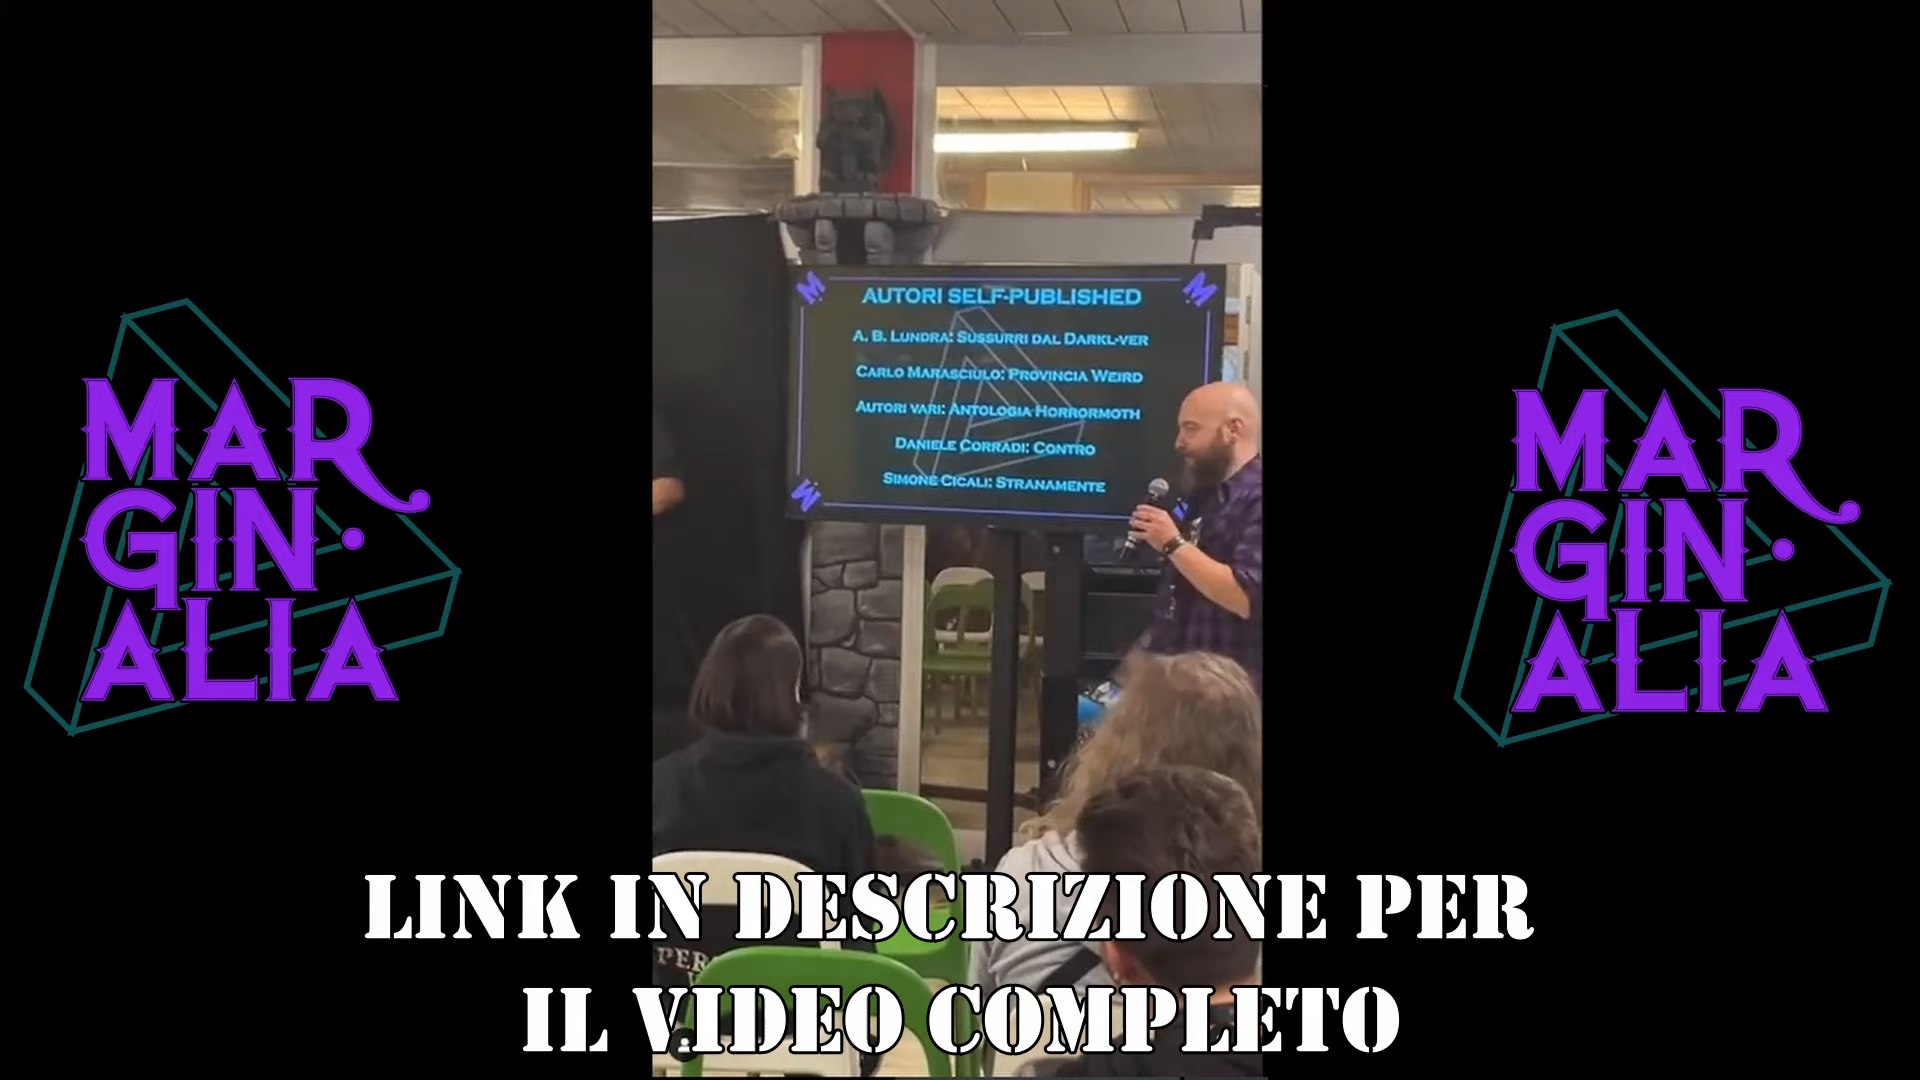 MAR
GIN·
ALIA
AUTORI SELF-PUBLISHED
A. B. LUNDRA: SUSSURRI DAL DARKL-VER
CARLO MARASCIULO: PROVINCIA WEIRD
AUTORI VARI: ANTOLOGIA HORRORMOTH
DANIELE CORRADI: CONTRO
SIMONE CICALI: STRANAMENTE
MAR
GIN·
ALIA
LINK IN DESCRIZIONE PER
IL VIDEO COMPLETO